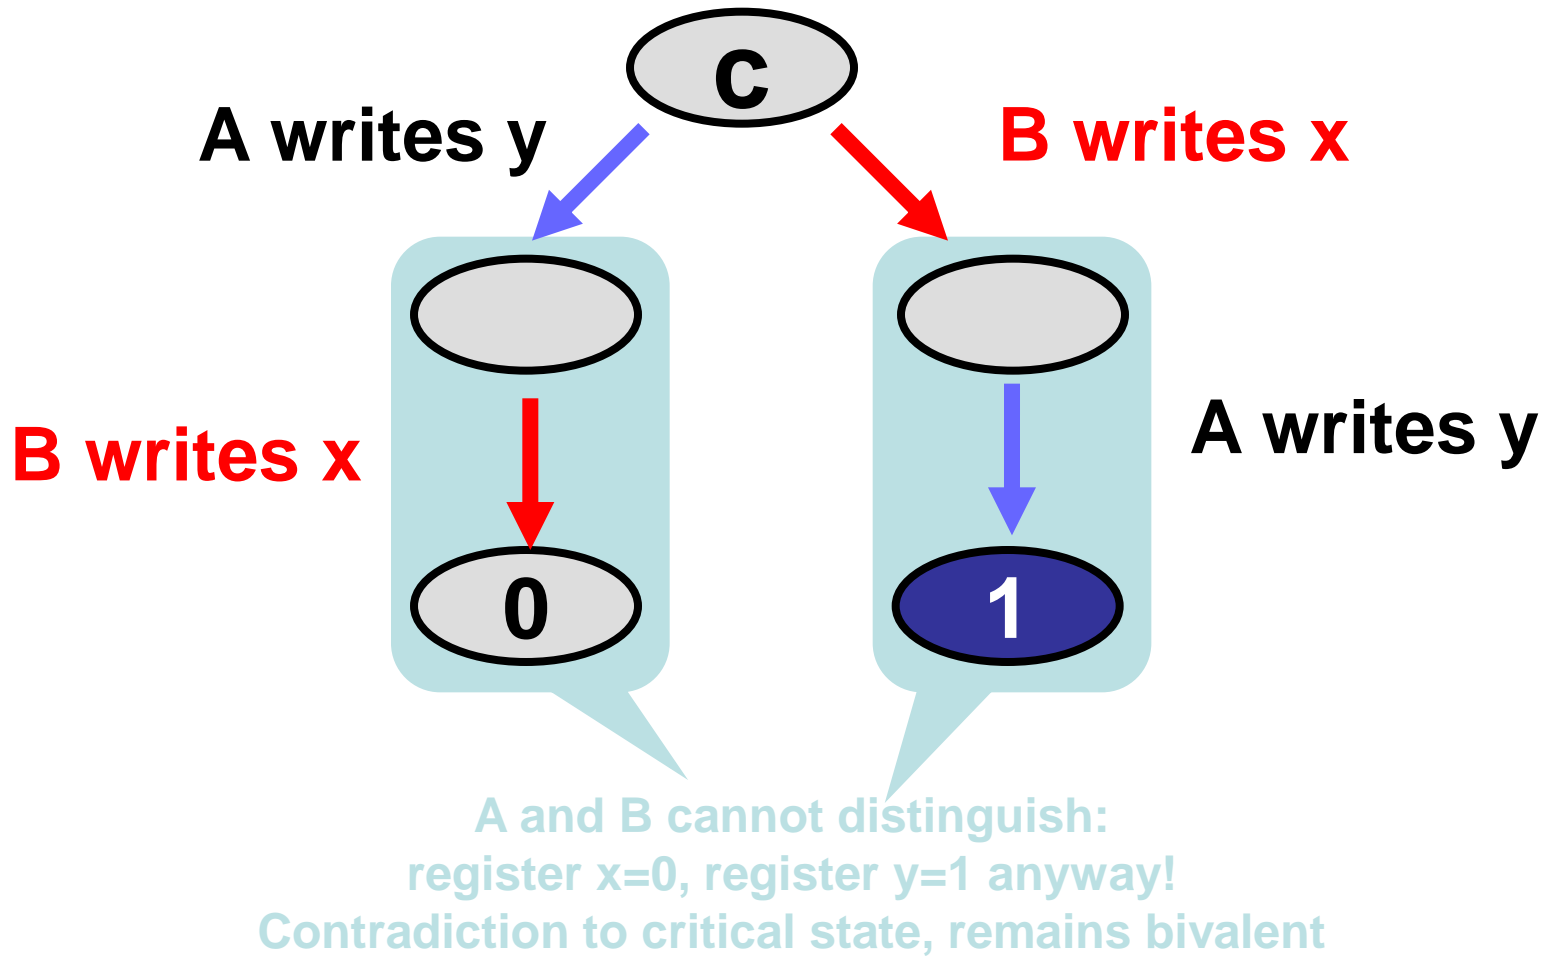 c
A writes y
B writes x
B writes x
A writes y
0
1
A and B cannot distinguish:
register x=0, register y=1 anyway!
Contradiction to critical state, remains bivalent